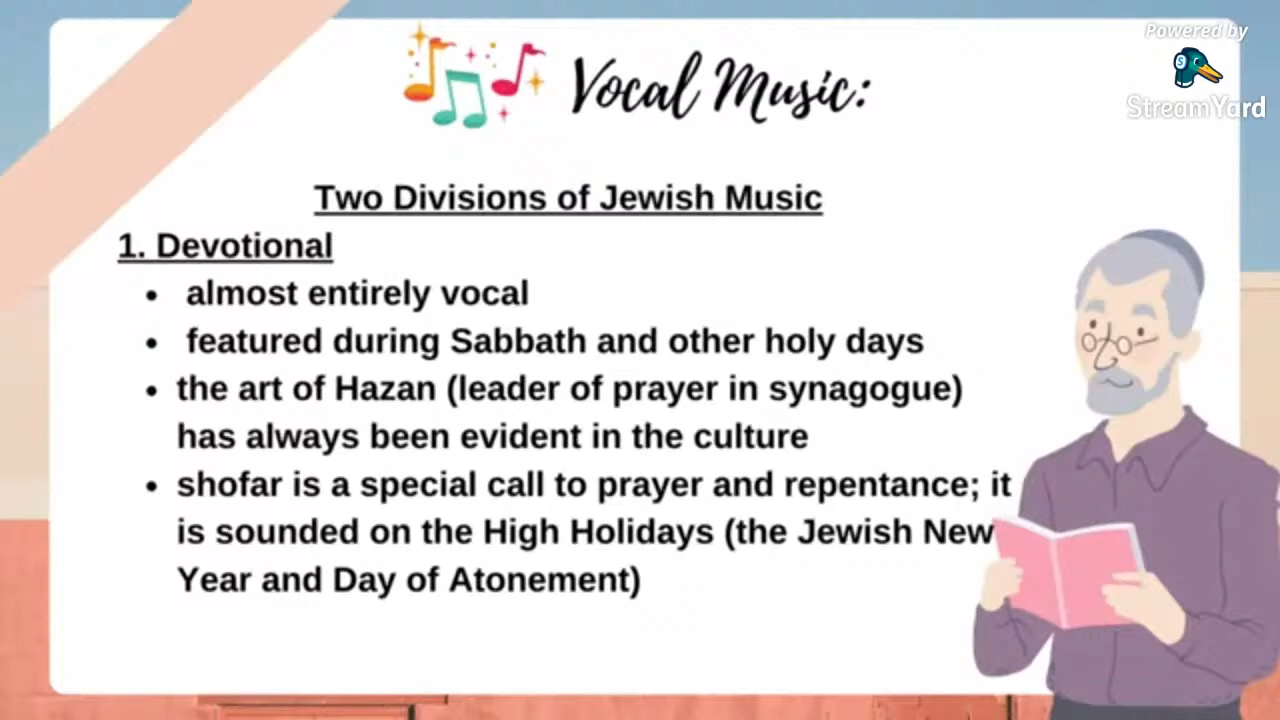 Powered by
StreamYard
Vocal Music:
Two Divisions of Jewish Music
1. Devotional
• almost entirely vocal
• featured during Sabbath and other holy days
• the art of Hazan (leader of prayer in synagogue)
has always been evident in the culture
• shofar is a special call to prayer and repentance; it
is sounded on the High Holidays (the Jewish New
Year and Day of Atonement)